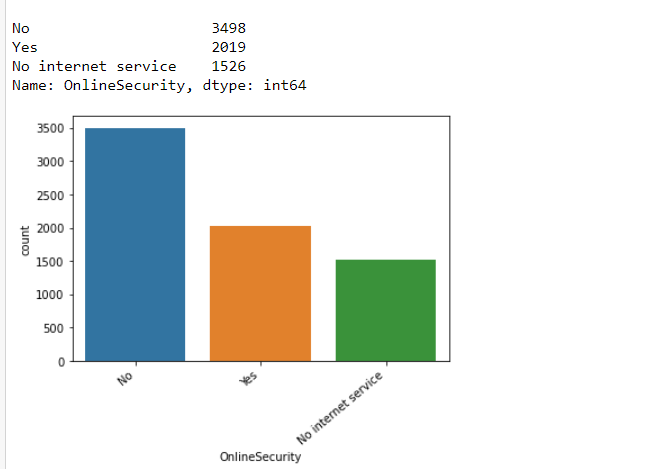 No 3498
Yes 2019
No internet service 1526
Name: OnlineSecurity, dtype: int64
3500
3000
2500
2000
1500
1000
500
0
count
No
Yes
No internet service
OnlineSecurity